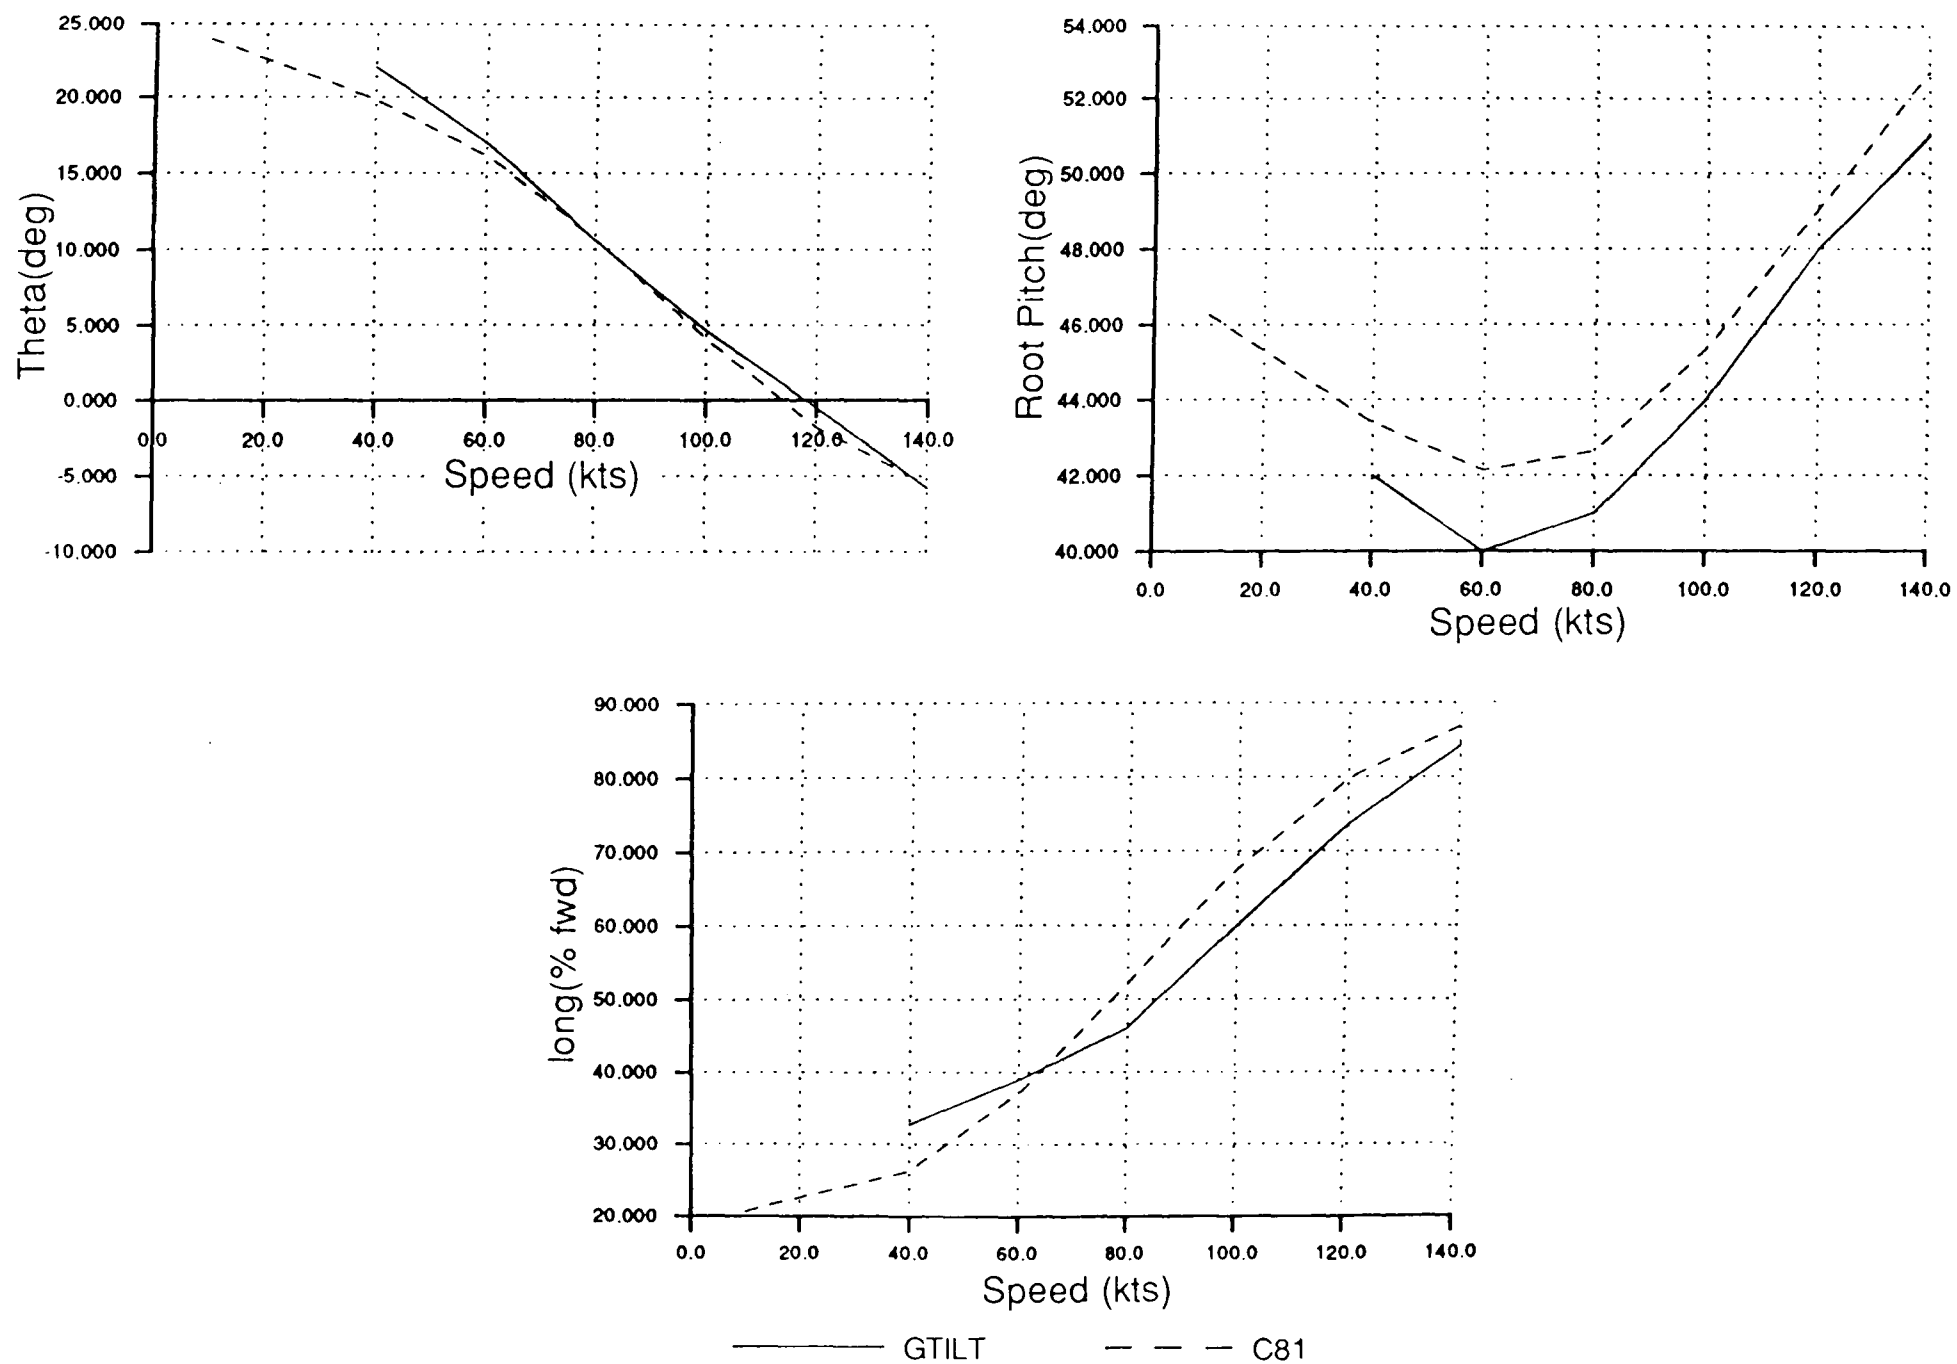 25.000
20.000
15.000
10.000
5.000
0.000
-5.000
-10.000
Theta(deg)
0.0 20.0 40.0 60.0 80.0 100.0 120.0 140.0
Speed (kts)
54.000
52.000
50.000
48.000
46.000
44.000
42.000
40.000
Root Pitch(deg)
0.0 20.0 40.0 60.0 80.0 100.0 120.0 140.0
Speed (kts)
90.000
80.000
70.000
60.000
50.000
40.000
30.000
20.000
long(% fwd)
0.0 20.0 40.0 60.0 80.0 100.0 120.0 140.0
Speed (kts)
GTILT C81